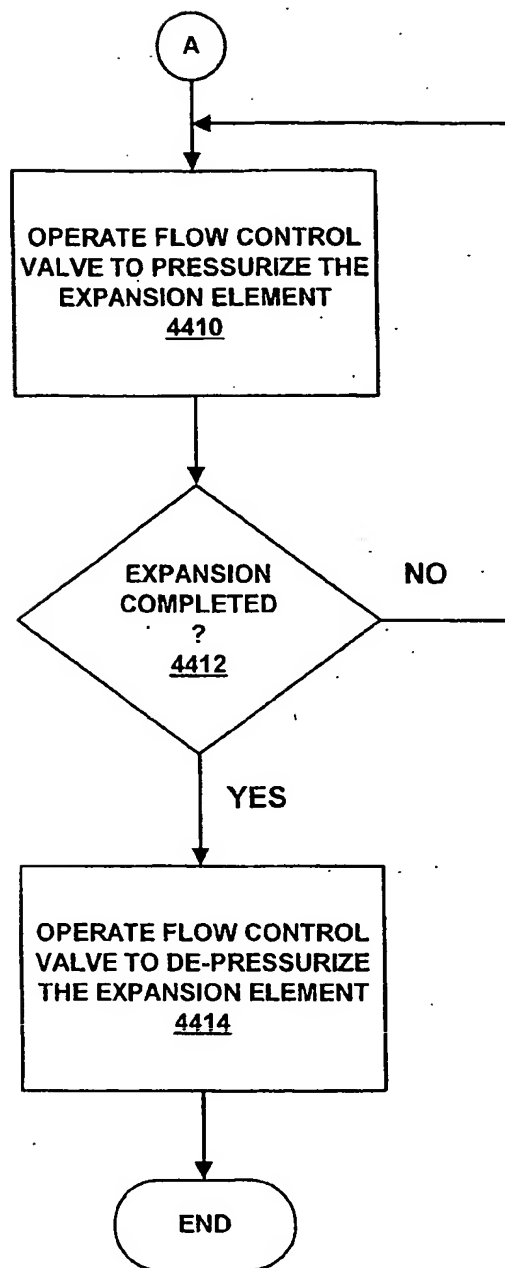 A
OPERATE FLOW CONTROL
VALVE TO PRESSURIZE THE
EXPANSION ELEMENT
4410
EXPANSION
COMPLETED
?
4412
NO
YES
OPERATE FLOW CONTROL
VALVE TO DE-PRESSURIZE
THE EXPANSION ELEMENT
4414
END